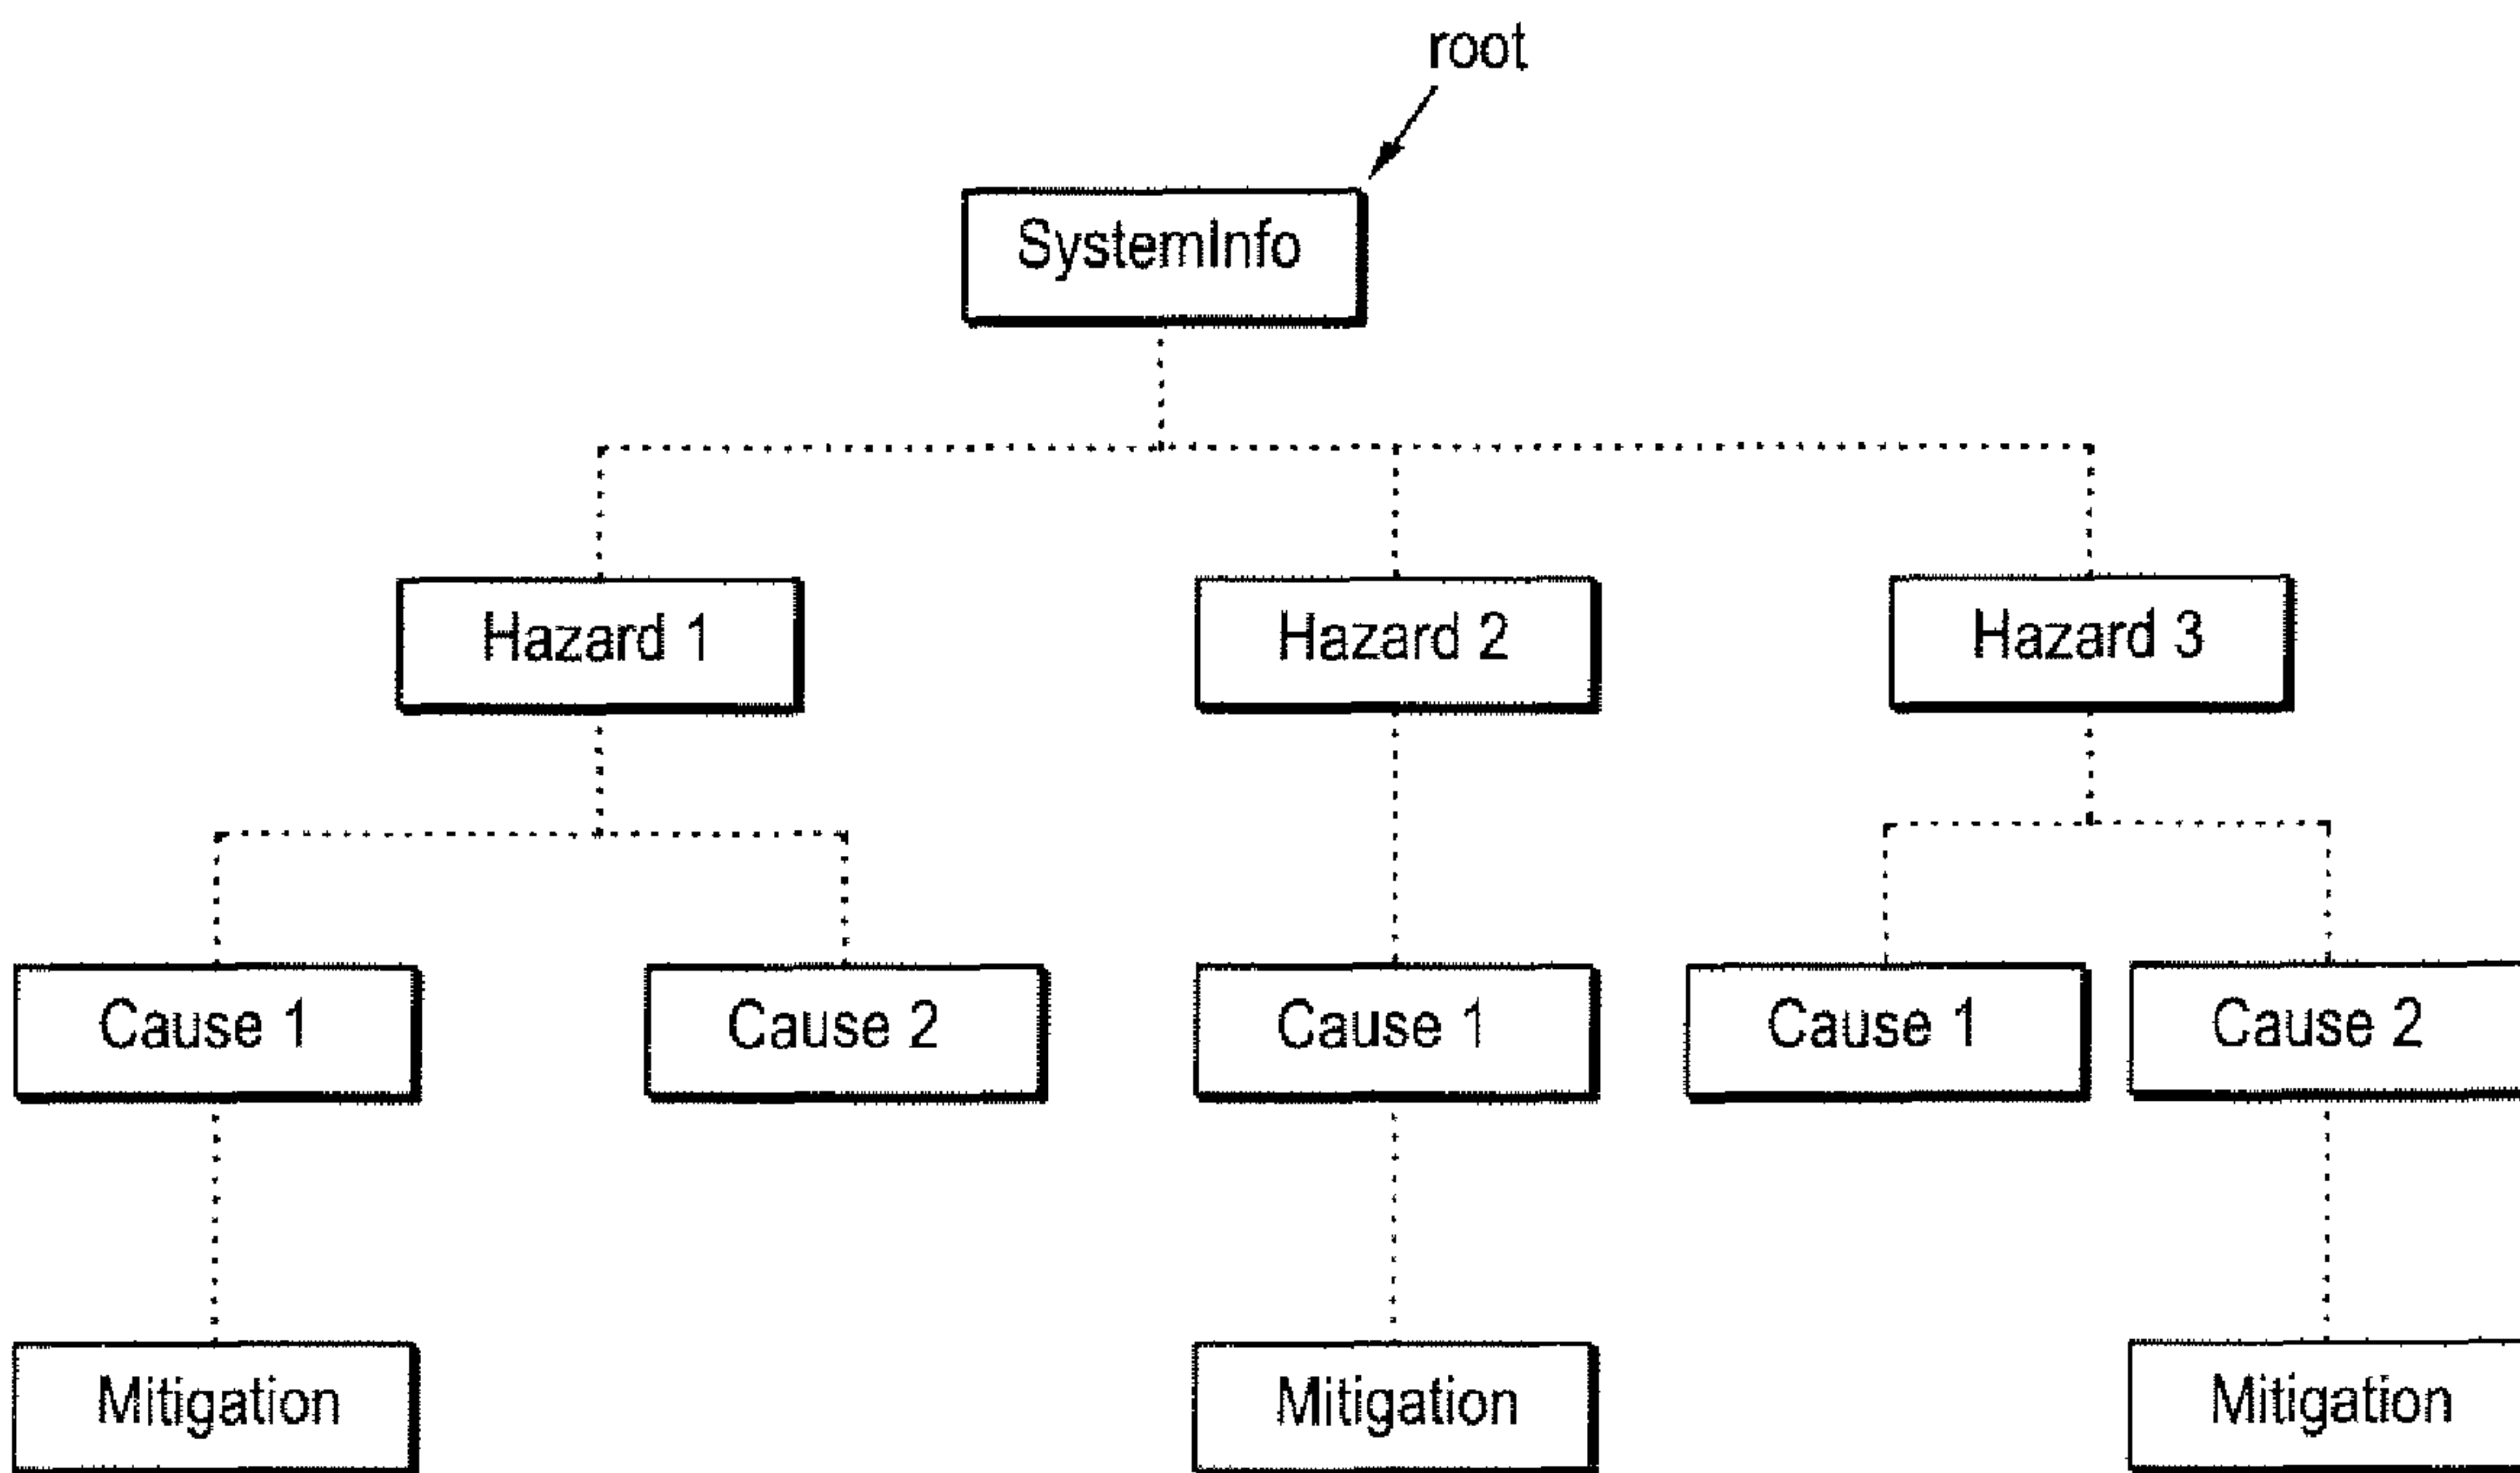 root
SystemInfo
Hazard 1
Hazard 2
Hazard 3
Cause 1
Cause 2
Cause 1
Cause 1
Cause 2
Mitigation
Mitigation
Mitigation